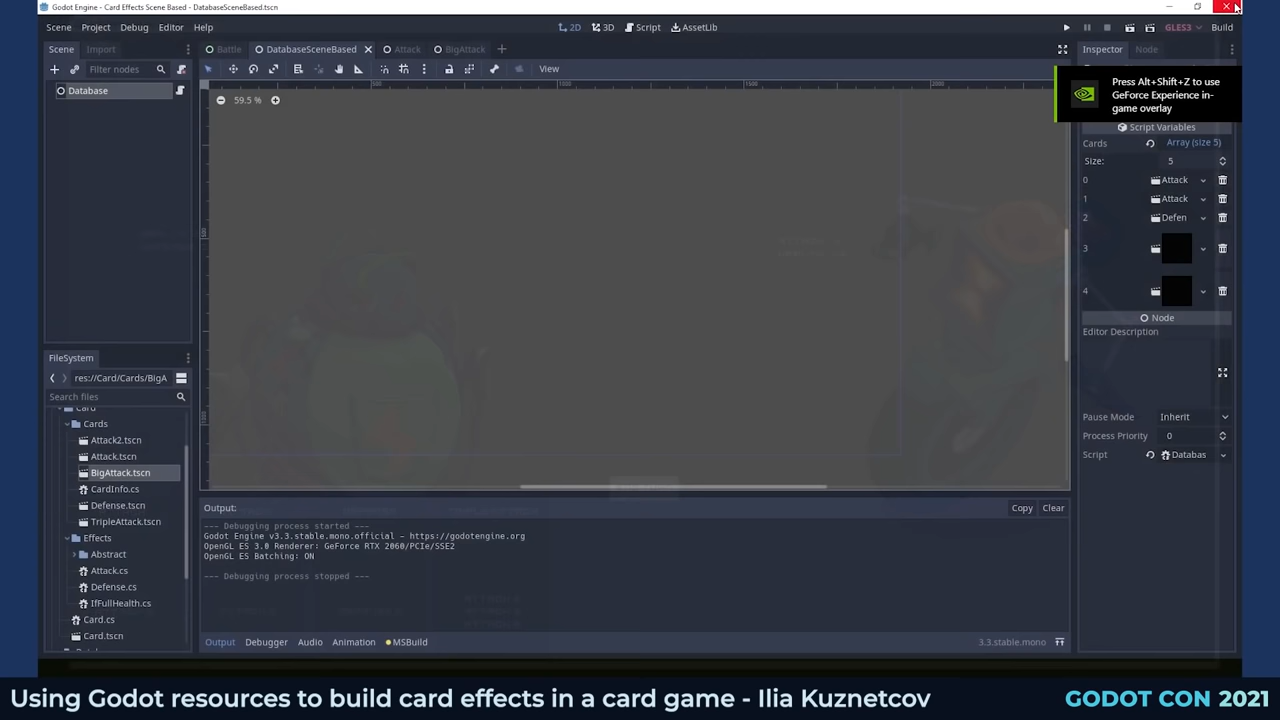 Godot Engine - Card Effects Scene Based - DatabaseSceneBased.tscn
Scene Project Debug Editor Help
2D 3D Script AssetLib
GLES3 Build
Scene Import
Battle DatabaseSceneBased Attack BigAttack
Inspector Node
Filter nodes
View
Database
500 1000 1500 2000
59.5 %
Press Alt+Shift+Z to use
GeForce Experience in-
game overlay
Script Variables
Cards Array (size 5)
Size: 5
0 Attack
1 Attack
2 Defen
3
4
Node
Editor Description
Pause Mode Inherit
Process Priority 0
Script Databas
FileSystem
res://Card/Cards/BigA
Search files
Card
Cards
Attack2.tscn
Attack.tscn
BigAttack.tscn
CardInfo.cs
Defense.tscn
TripleAttack.tscn
Effects
Abstract
Attack.cs
Defense.cs
IfFullHealth.cs
Card.cs
Card.tscn
Output: Copy Clear
--- Debugging process started ---
Godot Engine v3.3.stable.mono.official - https://godotengine.org
OpenGL ES 3.0 Renderer: GeForce RTX 2060/PCIe/SSE2
OpenGL ES Batching: ON
--- Debugging process stopped ---
Output Debugger Audio Animation MSBuild 3.3.stable.mono
Using Godot resources to build card effects in a card game - Ilia Kuznetcov
GODOT CON 2021